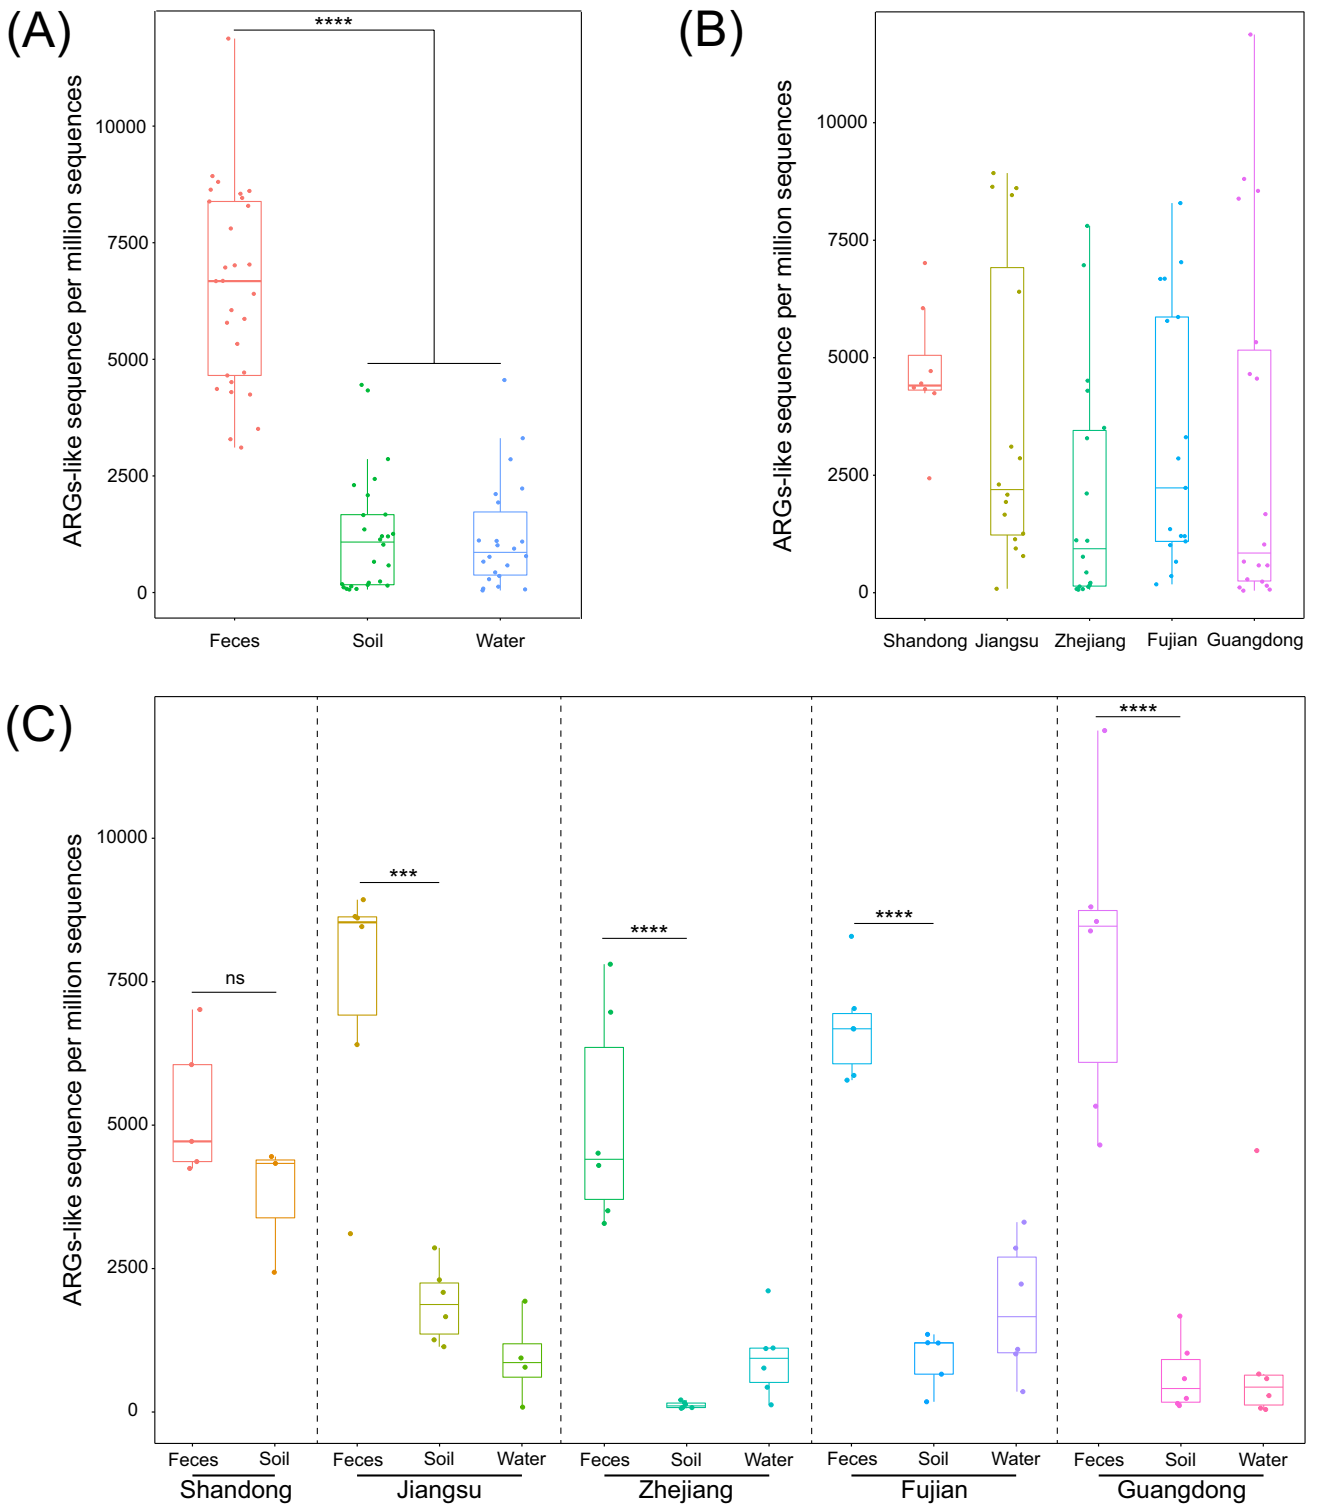 (A)
ARGs-like sequence per million sequences
****
10000
7500
5000
2500
0
Feces Soil Water
(B)
ARGs-like sequence per million sequences
10000
7500
5000
2500
0
Shandong Jiangsu Zhejiang Fujian Guangdong
(C)
ARGs-like sequence per million sequences
10000
7500
5000
2500
0
ns
***
****
****
****
Feces Soil Feces Soil Water Feces Soil Water Feces Soil Water Feces Soil Water
Shandong Jiangsu Zhejiang Fujian Guangdong